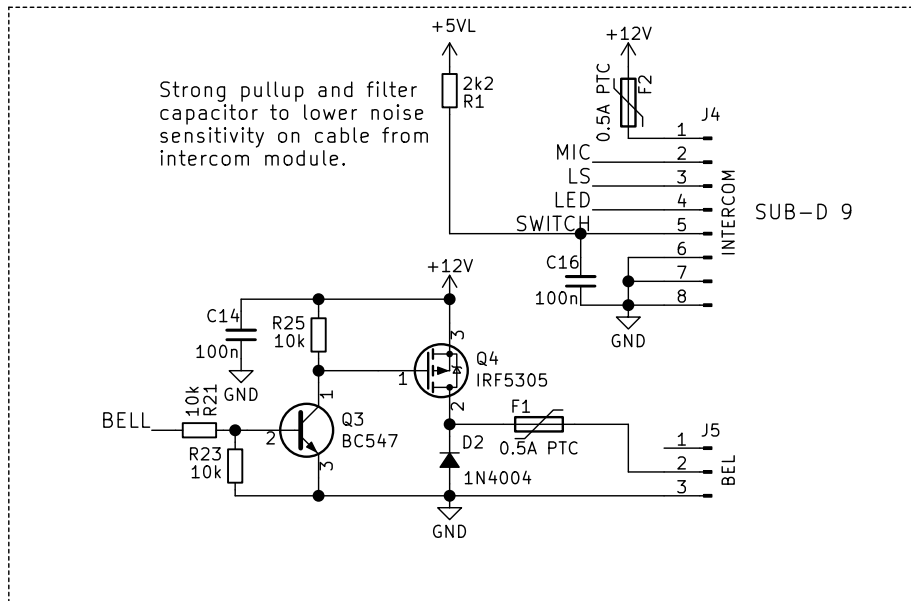 +5VL
+12V
Strong pullup and filter
capacitor to lower noise
sensitivity on cable from
intercom module.
2k2
R1
0.5A PTC
F2
J4
1
MIC
2
LS
3
LED
4
SWITCH
5
6
7
8
INTERCOM
SUB-D 9
C16
100n
GND
+12V
C14
100n
GND
R25
10k
3
Q4
IRF5305
1
2
BELL
10k
R21
R23
10k
1
2
Q3
BC547
3
F1
0.5A PTC
D2
1N4004
J5
1
2
3
BEL
GND